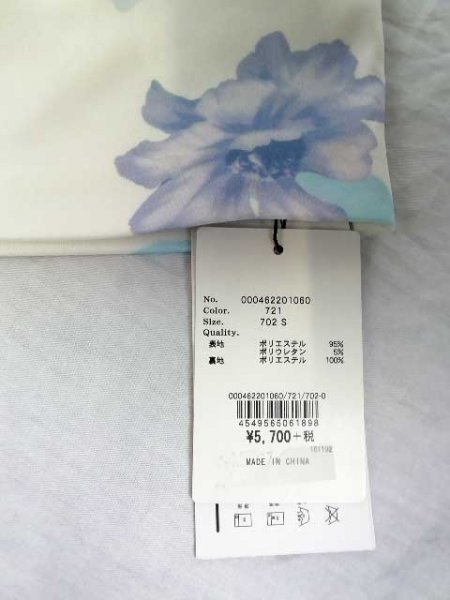 No. 000462201060
Color. 721
Size. 702 S
Quality.
表地 ポリエステル 95%
ポリウレタン 5%
裏地 ポリエステル 100%
000462201060/721/702-0
4549566061898
¥5,700+税
101192
MADE IN CHINA